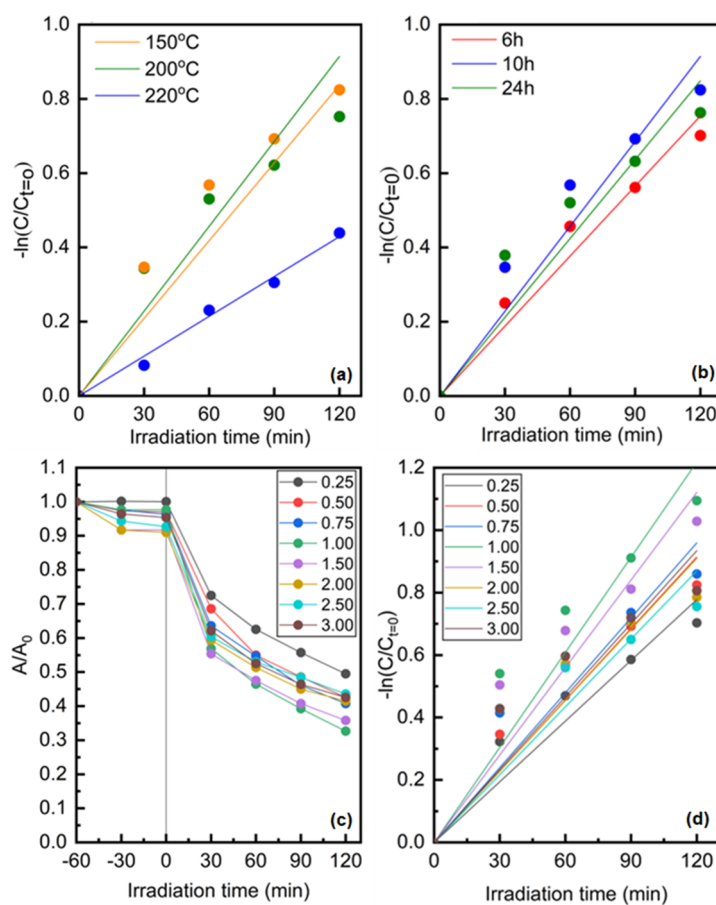 1.0
0.8
0.6
0.4
0.2
0.0
-ln(C/Ct=o)
150ºC
200ºC
220ºC
(a)
0 30 60 90 120
Irradiation time (min)
1.0
0.8
0.6
0.4
0.2
0.0
-ln(C/Ct=0)
6h
10h
24h
(b)
0 30 60 90 120
Irradiation time (min)
1.1
1.0
0.9
0.8
0.7
0.6
0.5
0.4
0.3
0.2
0.1
0.0
A/A0
0.25
0.50
0.75
1.00
1.50
2.00
2.50
3.00
(c)
-60 -30 0 30 60 90 120
Irradiation time (min)
1.2
1.0
0.8
0.6
0.4
0.2
0.0
-ln(C/Ct=0)
0.25
0.50
0.75
1.00
1.50
2.00
2.50
3.00
(d)
0 30 60 90 120
Irradiation time (min)